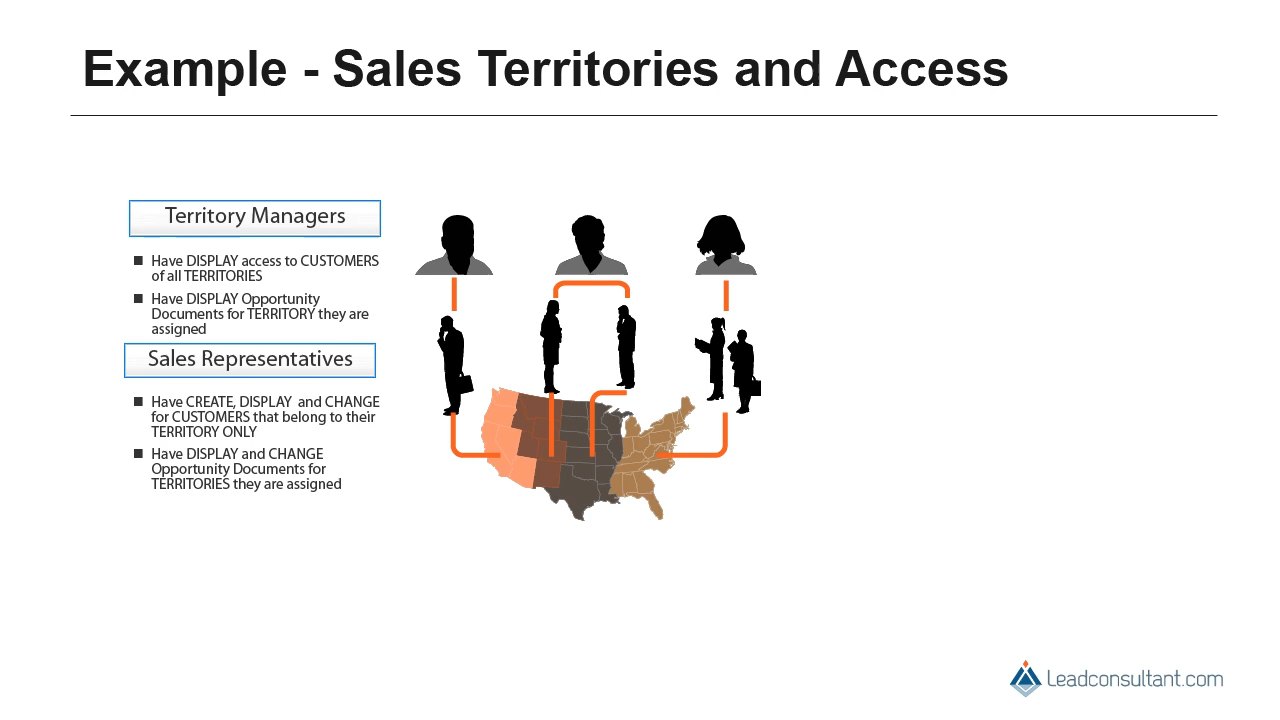 Example - Sales Territories and Access
Territory Managers
■ Have DISPLAY access to CUSTOMERS
of all TERRITORIES
■ Have DISPLAY Opportunity
Documents for TERRITORY they are
assigned
Sales Representatives
■ Have CREATE, DISPLAY and CHANGE
for CUSTOMERS that belong to their
TERRITORY ONLY
■ Have DISPLAY and CHANGE
Opportunity Documents for
TERRITORIES they are assigned
Leadconsultant.com